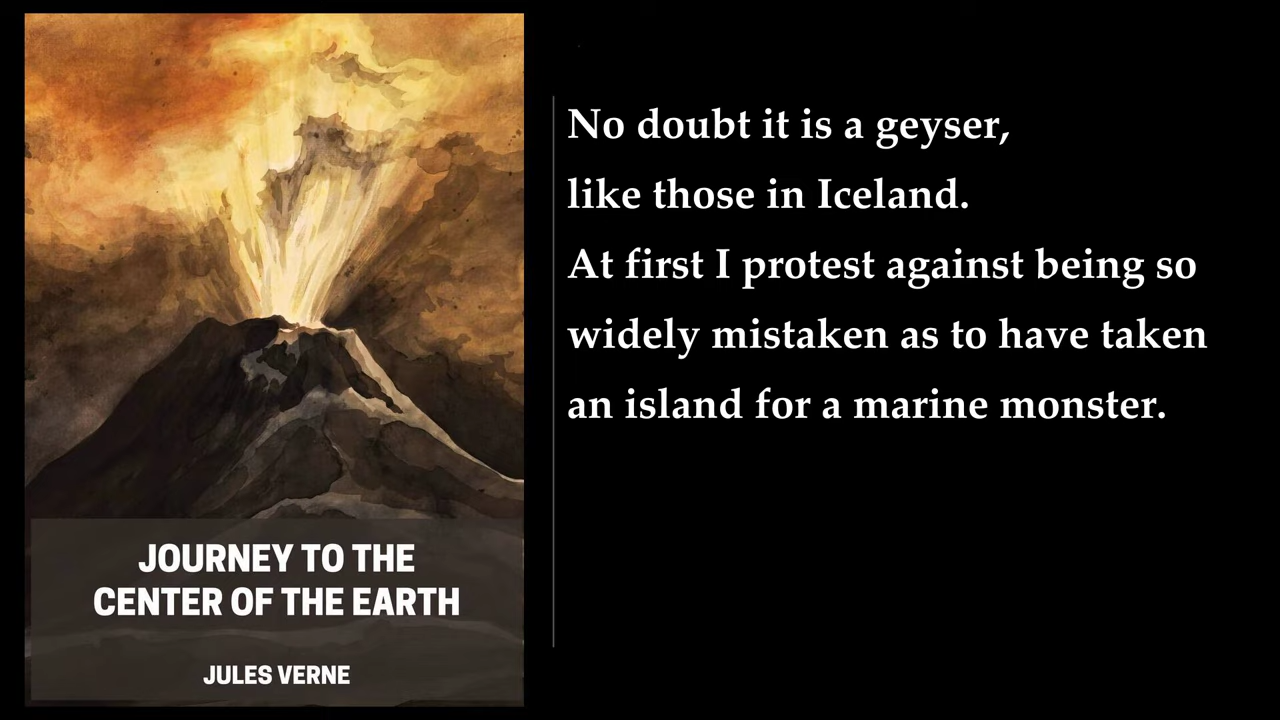 No doubt it is a geyser,
like those in Iceland.
At first I protest against being so
widely mistaken as to have taken
an island for a marine monster.
JOURNEY TO THE
CENTER OF THE EARTH
JULES VERNE